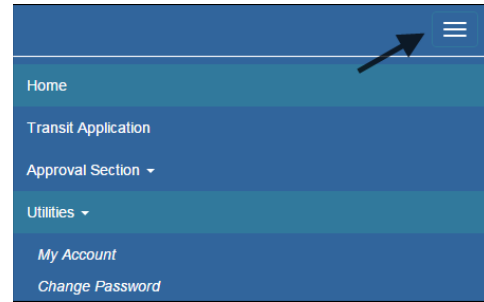 Home
Transit Application
Approval Section
Utilities
My Account
Change Password